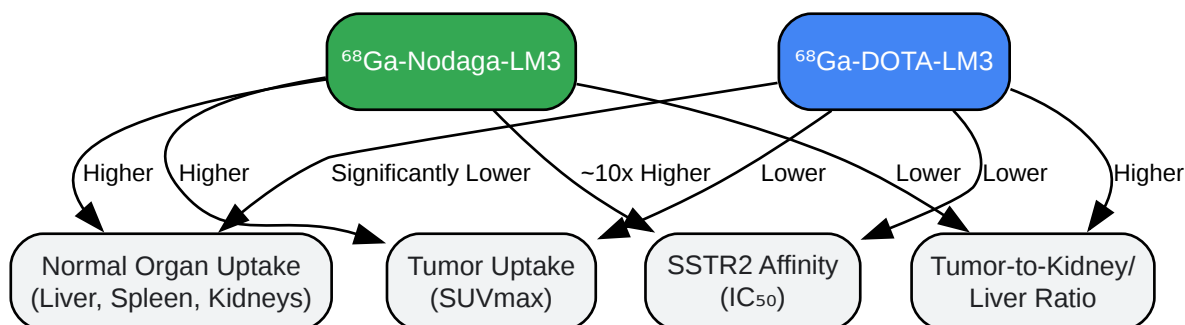 ⁶⁸Ga-Nodaga-LM3
⁶⁸Ga-DOTA-LM3
Higher
Higher
Significantly Lower
~10x Higher
Lower
Lower
Lower
Higher
Normal Organ Uptake
(Liver, Spleen, Kidneys)
Tumor Uptake
(SUVmax)
SSTR2 Affinity
(IC₅₀)
Tumor-to-Kidney/
Liver Ratio